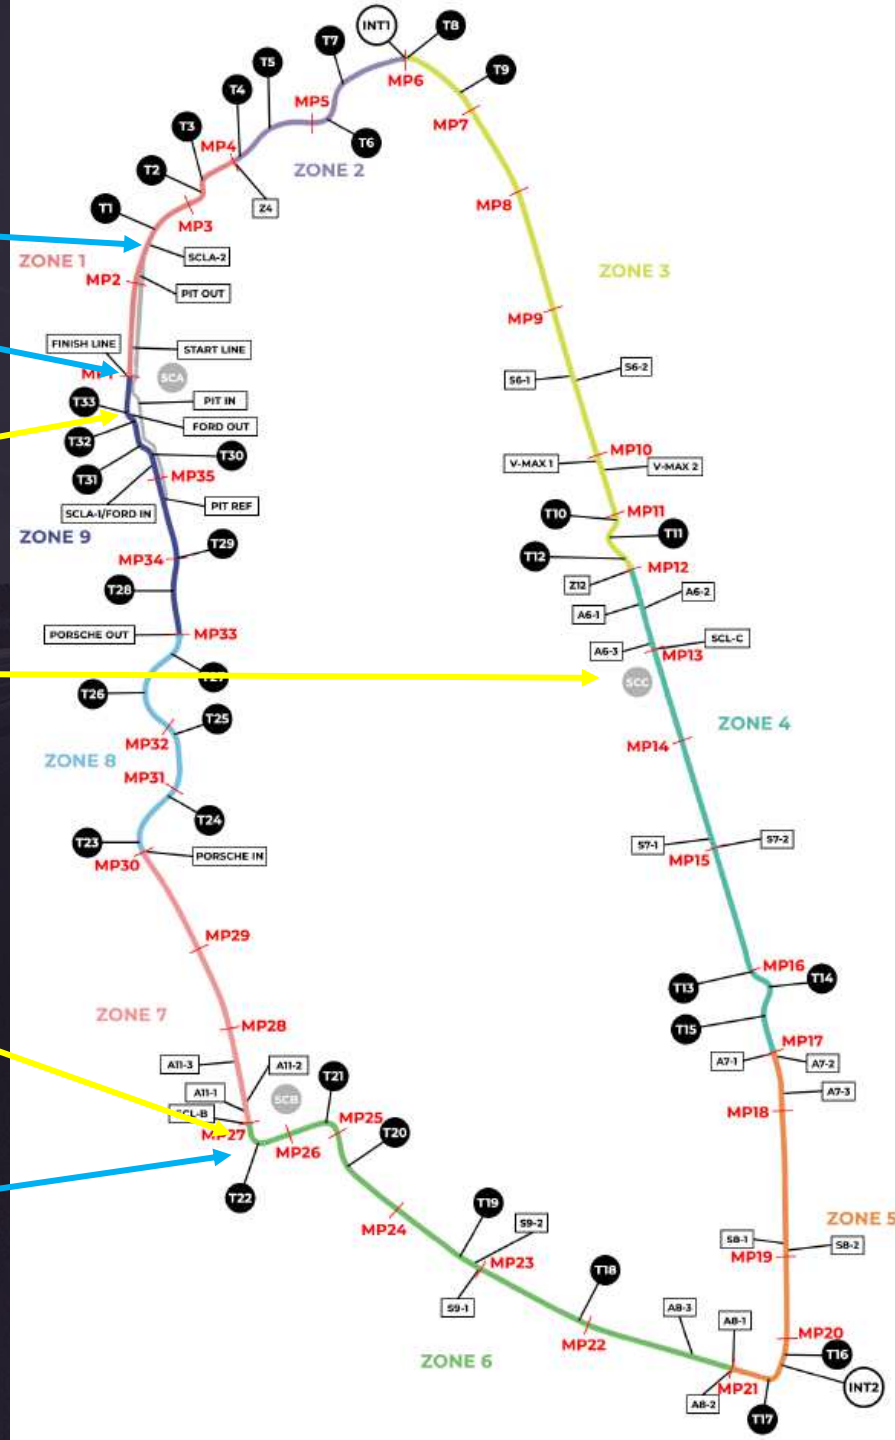 INT1
T8
T7
MP6
T5
T9
T4
MP5
MP7
T3
MP4
T6
T2
ZONE 2
MP8
Z4
T1
MP3
SCLA-2
ZONE 1
ZONE 3
MP2
PIT OUT
MP9
FINISH LINE
START LINE
S6-2
SCA
S6-1
T33
PIT IN
FORD OUT
T32
MP10
T30
V-MAX 1
V-MAX 2
T31
MP35
SCLA-1/FORD IN
PIT REF
T10
MP11
ZONE 9
T11
T29
MP34
T12
MP12
Z12
T28
A6-2
A6-1
PORSCHE OUT
MP33
SCL-C
A6-3
MP13
T27
SCC
T26
T25
MP32
ZONE 4
MP14
ZONE 8
MP31
T24
T23
S7-1
S7-2
MP30
PORSCHE IN
MP15
MP29
MP16
T14
T13
ZONE 7
MP28
T15
MP17
A11-3
A11-2
A7-1
A7-2
T21
A11-1
SCB
A7-3
SCL-B
MP18
MP27
MP25
MP26
T20
T22
T19
MP24
S9-2
ZONE 5
S8-1
S8-2
MP23
MP19
T18
S9-1
A8-3
A8-1
MP22
MP20
T16
ZONE 6
MP21
INT2
A8-2
T17